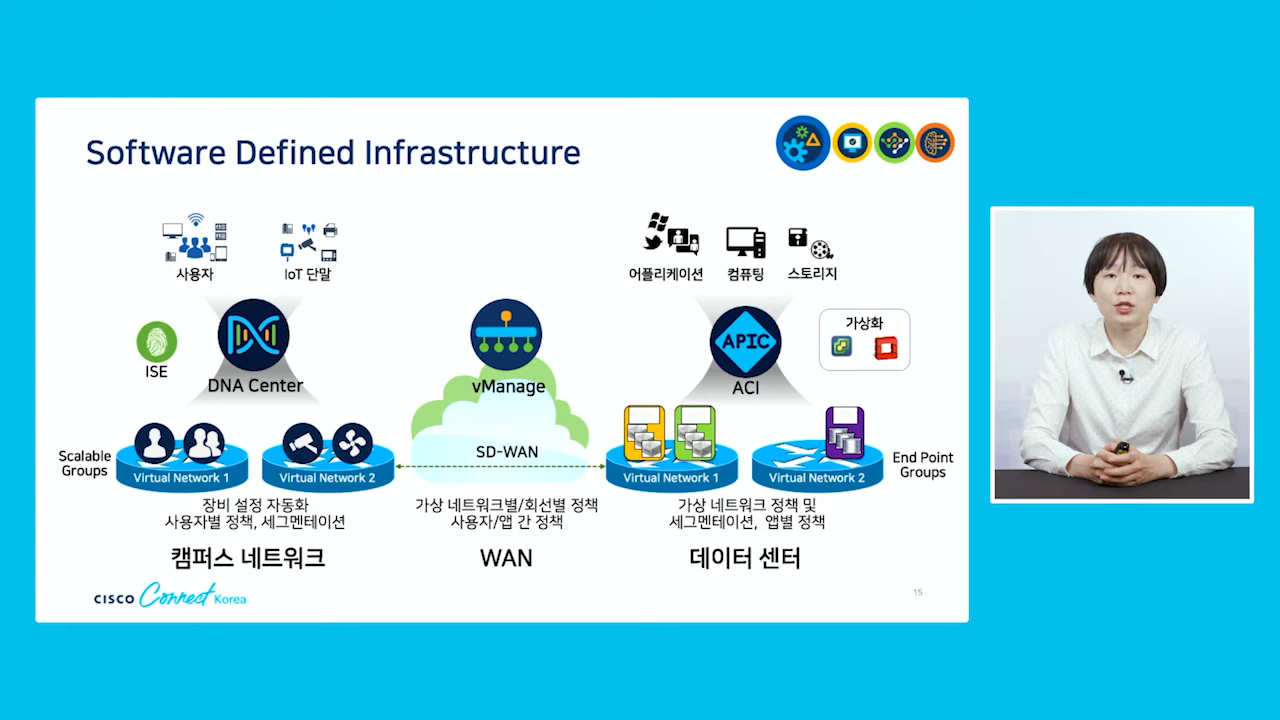 Software Defined Infrastructure
사용자
IoT 단말
어플리케이션
컴퓨팅
스토리지
ISE
DNA Center
vManage
APIC
ACI
가상화
Scalable
Groups
Virtual Network 1
Virtual Network 2
SD-WAN
Virtual Network 1
Virtual Network 2
End Point
Groups
장비 설정 자동화
사용자별 정책, 세그멘테이션
가상 네트워크별/회선별 정책
사용자/앱 간 정책
가상 네트워크 정책 및
세그멘테이션, 앱별 정책
캠퍼스 네트워크
WAN
데이터 센터
CISCO Connect Korea
15